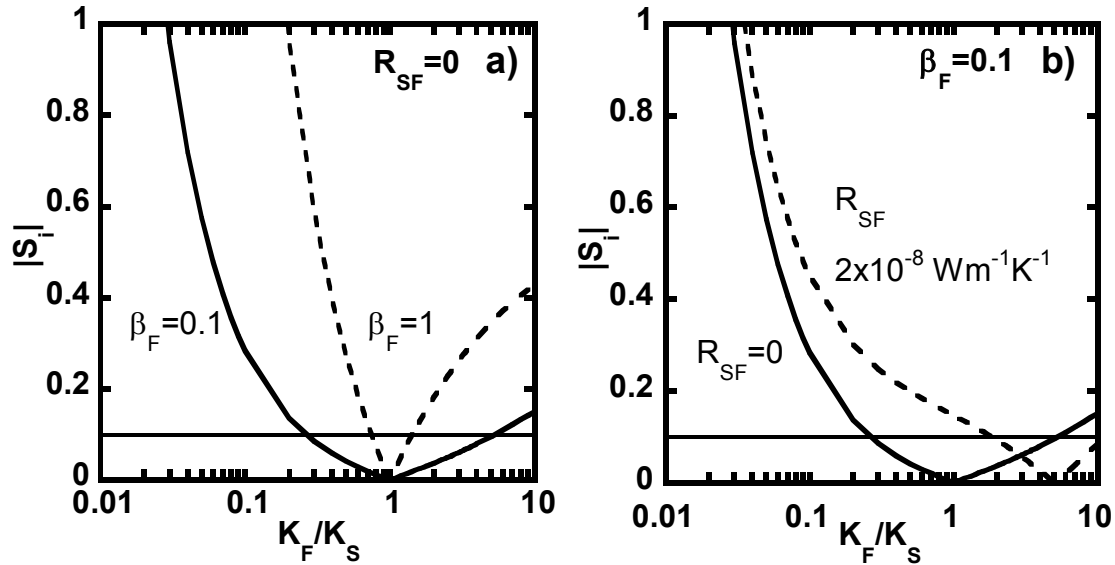 1
0.8
0.6
0.4
0.2
0
|S_i|
R_SF=0 a)
β_F=0.1
β_F=1
0.01
0.1
1
10
K_F/K_S
1
0.8
0.6
0.4
0.2
0
|S_i|
β_F=0.1 b)
R_SF
2x10^-8 Wm^-1K^-1
R_SF=0
0.01
0.1
1
10
K_F/K_S